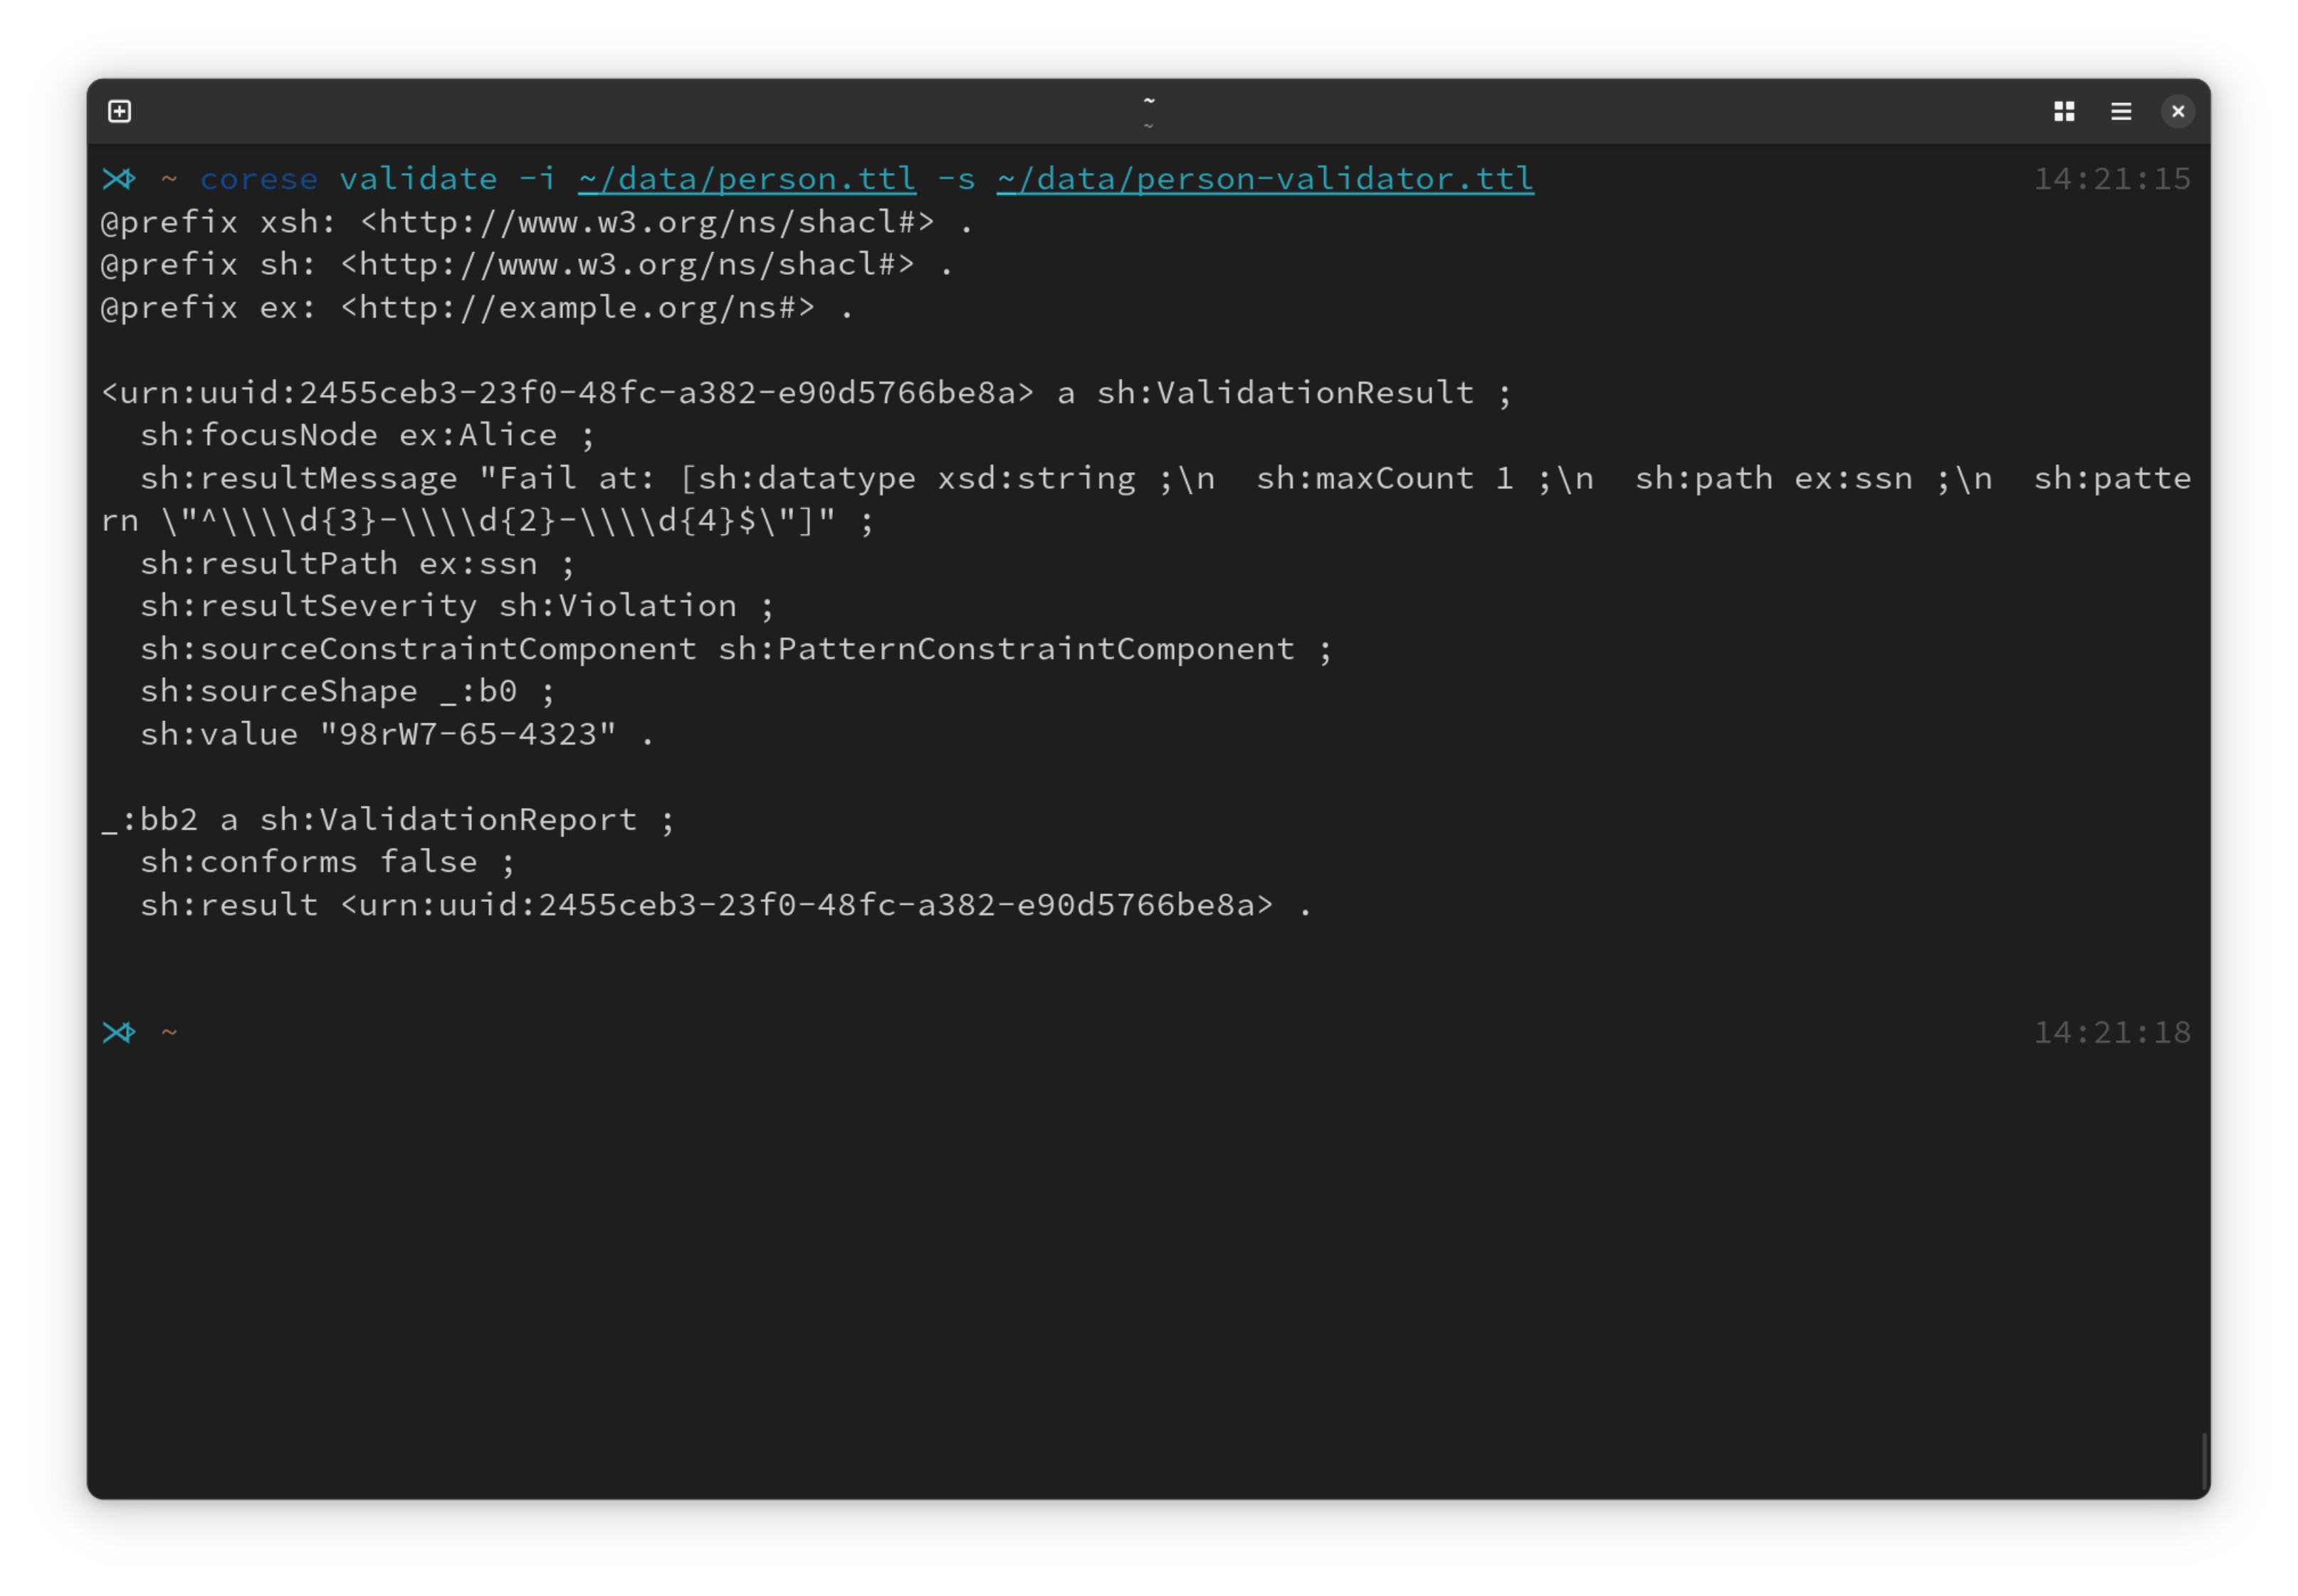 ~
~
~ corese validate -i ~/data/person.ttl -s ~/data/person-validator.ttl 14:21:15
@prefix xsh: <http://www.w3.org/ns/shacl#> .
@prefix sh: <http://www.w3.org/ns/shacl#> .
@prefix ex: <http://example.org/ns#> .

<urn:uuid:2455ceb3-23f0-48fc-a382-e90d5766be8a> a sh:ValidationResult ;
  sh:focusNode ex:Alice ;
  sh:resultMessage "Fail at: [sh:datatype xsd:string ;\n  sh:maxCount 1 ;\n  sh:path ex:ssn ;\n  sh:patte
rn \"^\\\\d{3}-\\\\d{2}-\\\\d{4}$\"]" ;
  sh:resultPath ex:ssn ;
  sh:resultSeverity sh:Violation ;
  sh:sourceConstraintComponent sh:PatternConstraintComponent ;
  sh:sourceShape _:b0 ;
  sh:value "98rW7-65-4323" .

_:bb2 a sh:ValidationReport ;
  sh:conforms false ;
  sh:result <urn:uuid:2455ceb3-23f0-48fc-a382-e90d5766be8a> .

~ 14:21:18